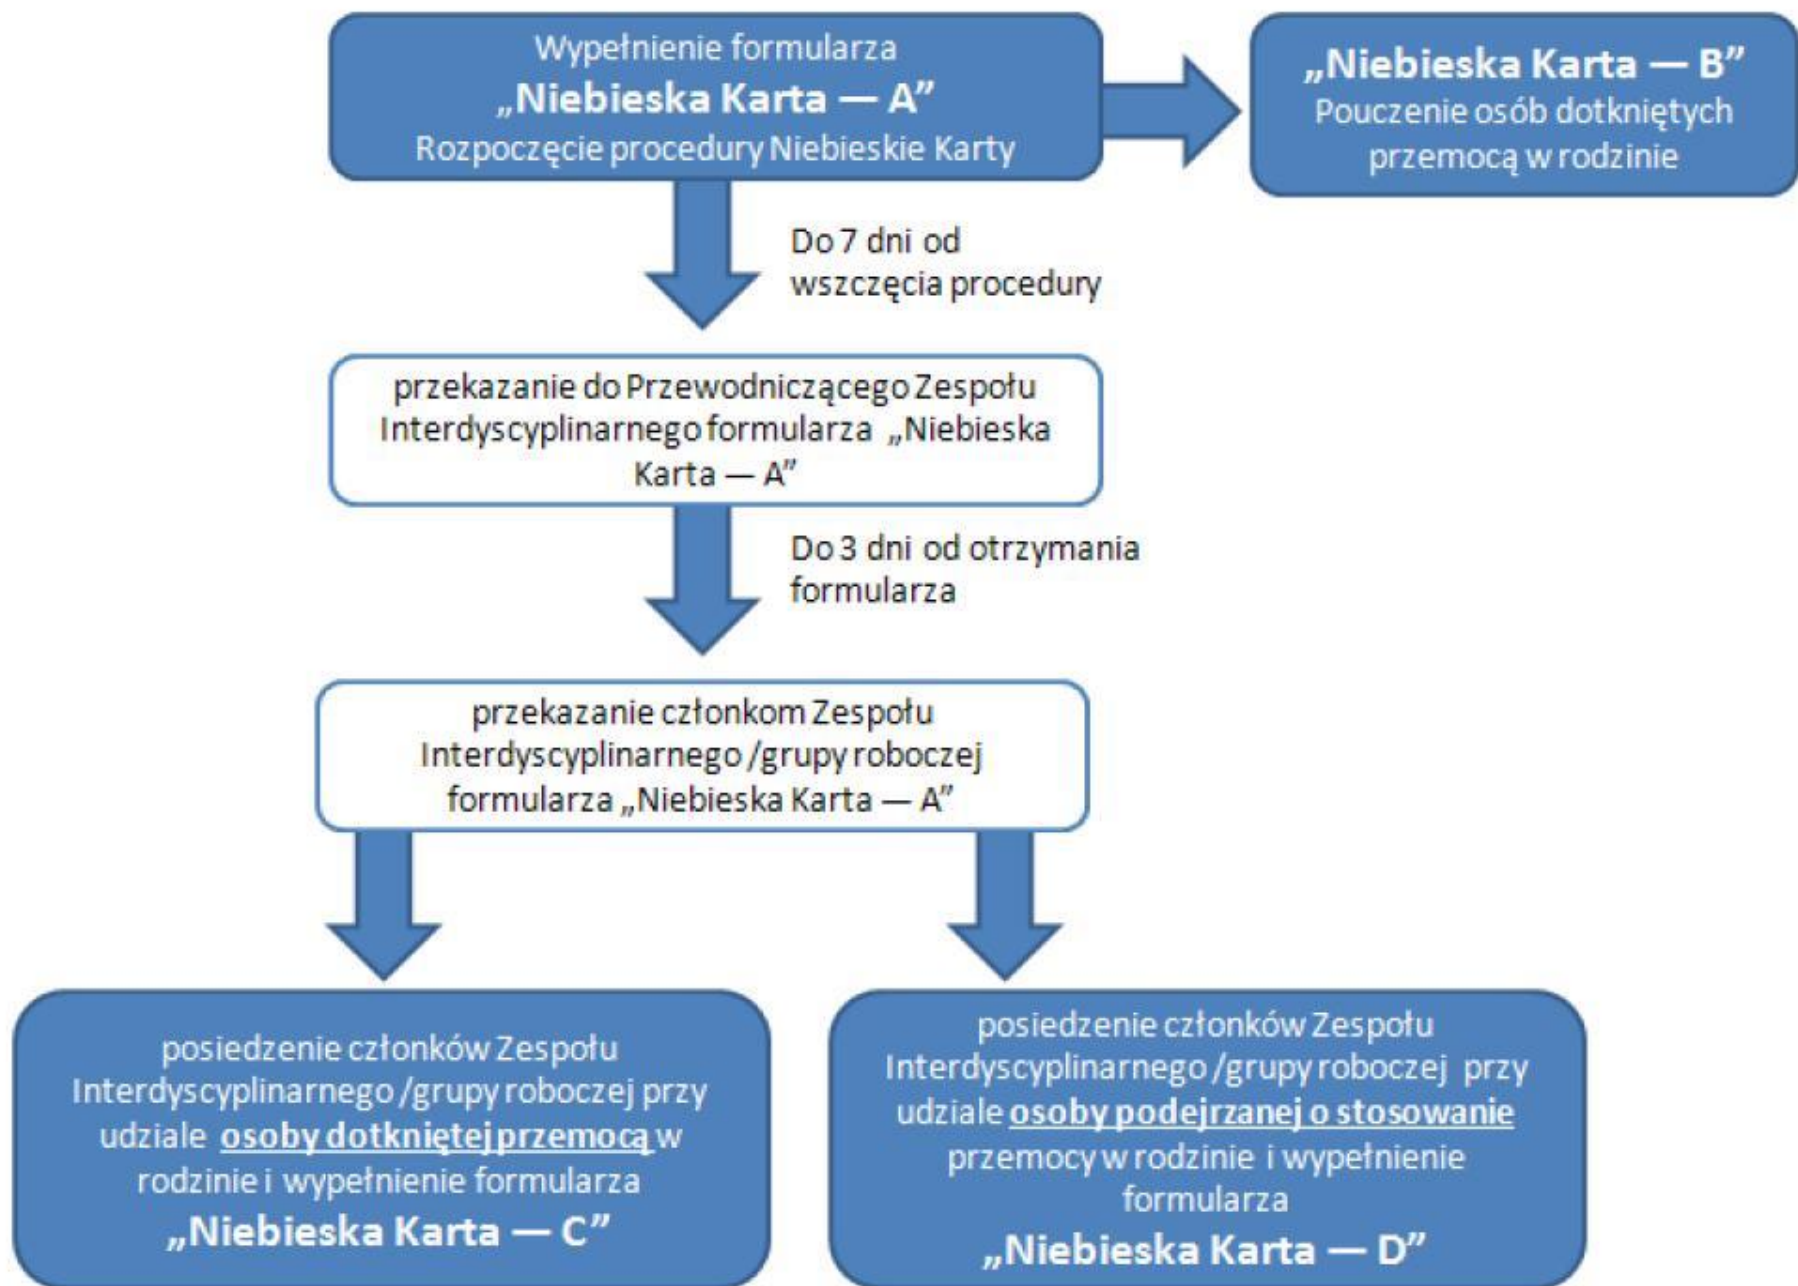 Wypełnienie formularza
„Niebieska Karta — A”
Rozpoczęcie procedury Niebieskie Karty
„Niebieska Karta — B”
Pouczenie osób dotkniętych
przemocą w rodzinie
Do 7 dni od
wszczęcia procedury
przekazanie do Przewodniczącego Zespołu
Interdyscyplinarnego formularza „Niebieska
Karta — A”
Do 3 dni od otrzymania
formularza
przekazanie członkom Zespołu
Interdyscyplinarnego /grupy roboczej
formularza „Niebieska Karta — A”
posiedzenie członków Zespołu
Interdyscyplinarnego /grupy roboczej przy
udziale osoby dotkniętej przemocą w
rodzinie i wypełnienie formularza
„Niebieska Karta — C”
posiedzenie członków Zespołu
Interdyscyplinarnego /grupy roboczej przy
udziale osoby podejrzanej o stosowanie
przemocy w rodzinie i wypełnienie
formularza
„Niebieska Karta — D”